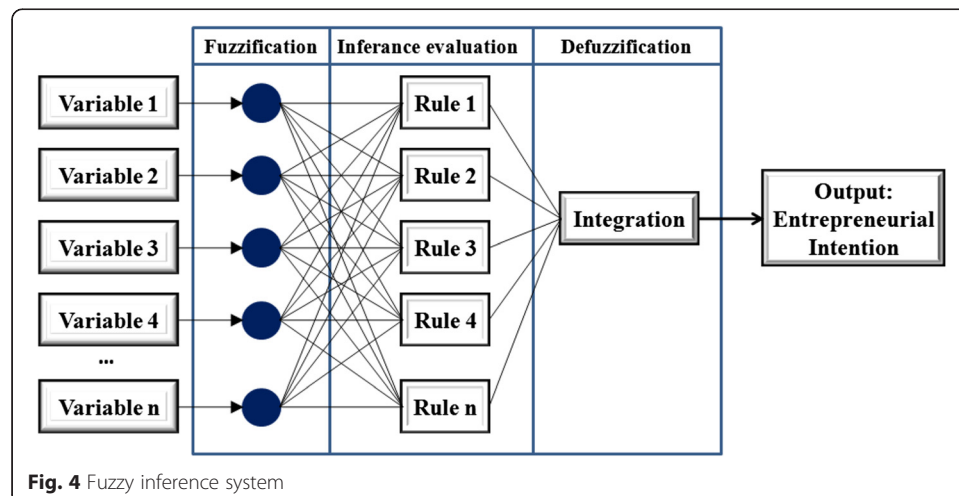 Fuzzification
Inferance evaluation
Defuzzification
Variable 1
Rule 1
Variable 2
Rule 2
Variable 3
Rule 3
Integration
Output:
Entrepreneurial
Intention
Variable 4
Rule 4
...
Variable n
Rule n
Fig. 4 Fuzzy inference system